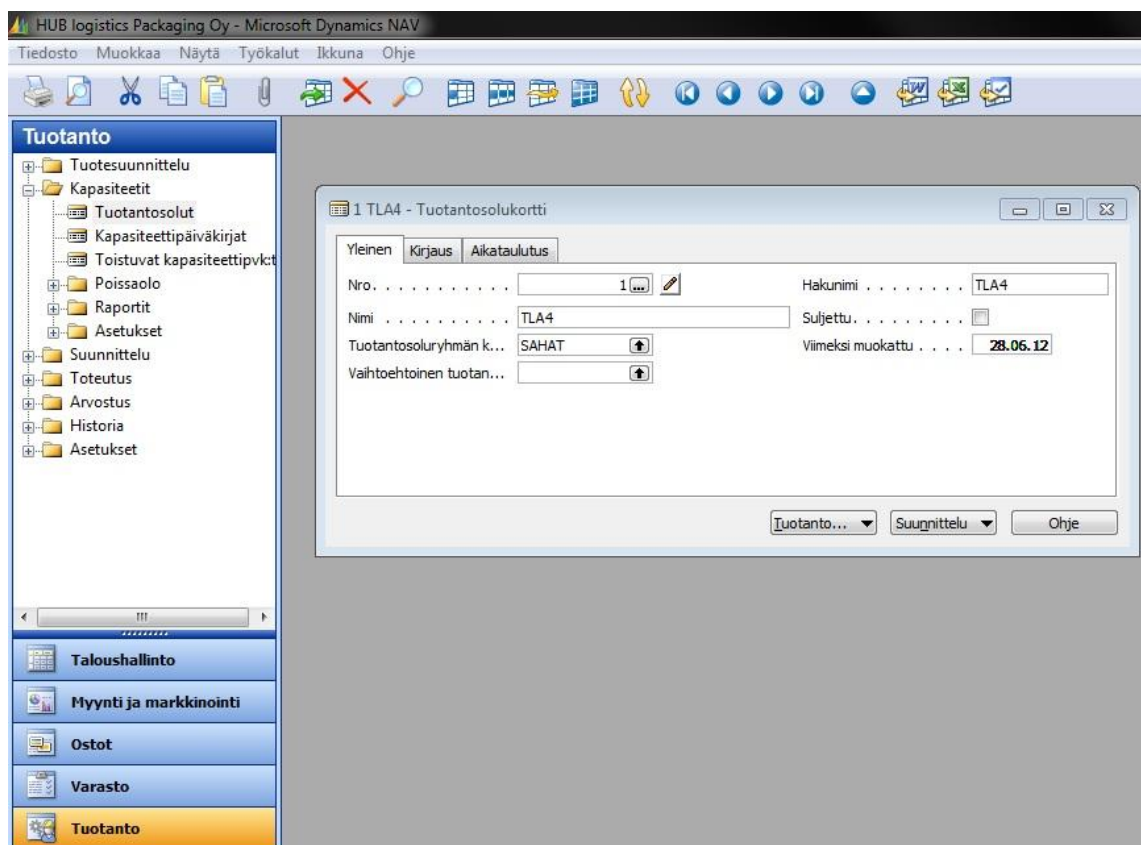 HUB logistics Packaging Oy - Microsoft Dynamics NAV
Tiedosto Muokkaa Näytä Työkalut Ikkuna Ohje
Tuotanto
Tuotesuunnittelu
Kapasiteetit
Tuotantosolut
Kapasiteettipäiväkirjat
Toistuvat kapasiteettipvk:t
Poissaolo
Raportit
Asetukset
Suunnittelu
Toteutus
Arvostus
Historia
Asetukset
1 TLA4 - Tuotantosolukortti
Yleinen Kirjaus Aikataulutus
Nro. . . . . . . . . . . . 1 Hakunimi . . . . . . . . TLA4
Nimi . . . . . . . . . . TLA4 Suljettu. . . . . . . . .
Tuotantosoluryhmän k... SAHAT Viimeksi muokattu . . . . 28.06.12
Vaihtoehtoinen tuotan...
Tuotanto... Suunnittelu Ohje
Taloushallinto
Myynti ja markkinointi
Ostot
Varasto
Tuotanto